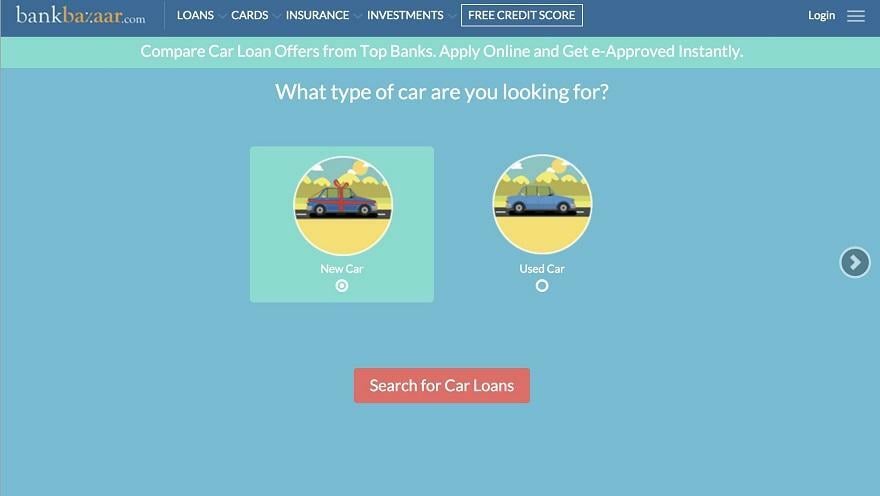 bankbazaar.com LOANS CARDS INSURANCE INVESTMENTS FREE CREDIT SCORE Login
Compare Car Loan Offers from Top Banks. Apply Online and Get e-Approved Instantly.
What type of car are you looking for?
New Car Used Car
Search for Car Loans